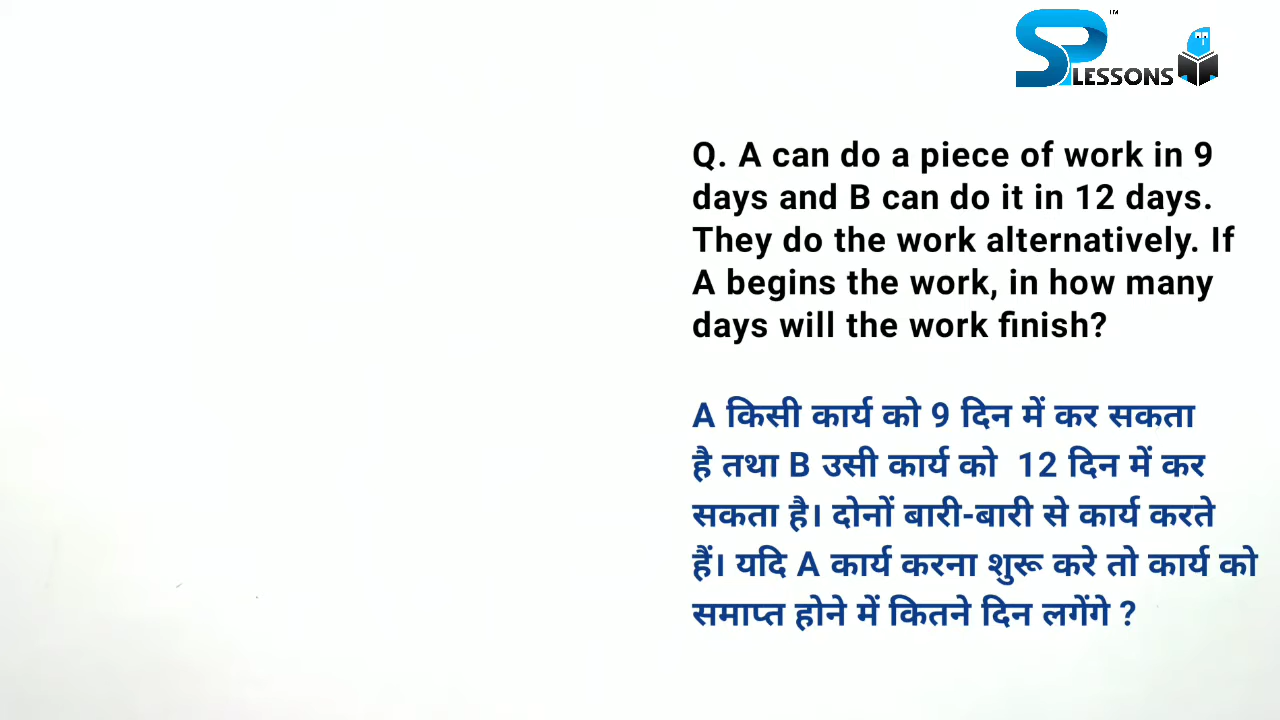 SP LESSONS ™
Q. A can do a piece of work in 9
days and B can do it in 12 days.
They do the work alternatively. If
A begins the work, in how many
days will the work finish?
A किसी कार्य को 9 दिन में कर सकता
है तथा B उसी कार्य को 12 दिन में कर
सकता है। दोनों बारी-बारी से कार्य करते
हैं। यदि A कार्य करना शुरू करे तो कार्य को
समाप्त होने में कितने दिन लगेंगे ?